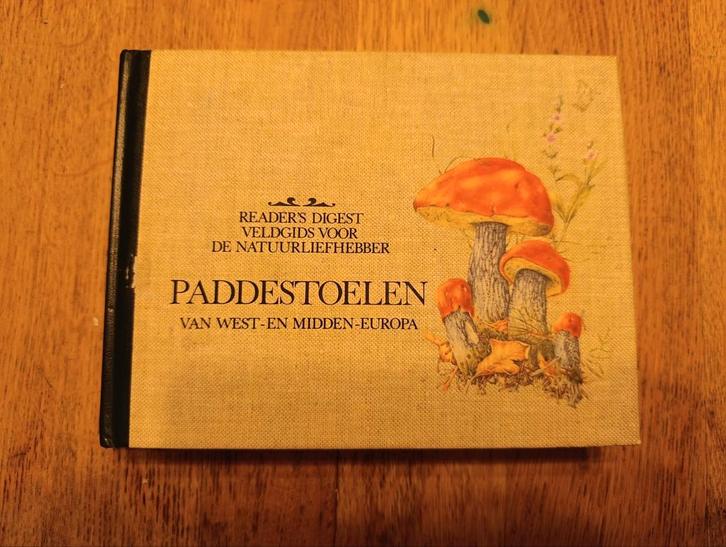 READER'S DIGEST
VELDGIDS VOOR
DE NATUURLIEFHEBBER
PADDESTOELEN
VAN WEST-EN MIDDEN-EUROPA